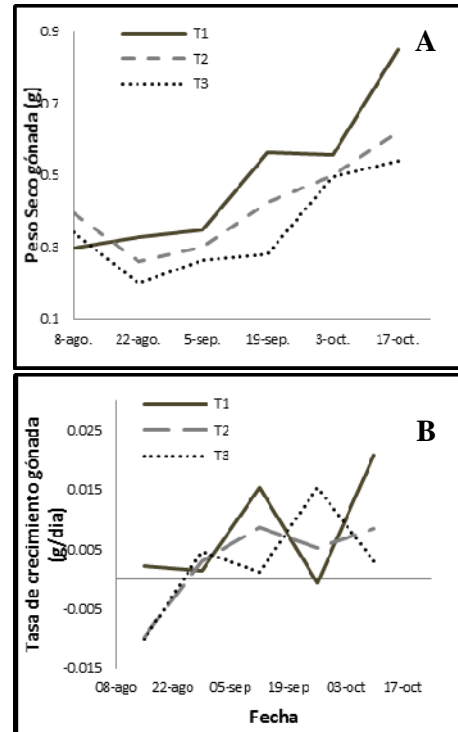 A
T1
T2
T3
Peso Seco gónada (g)
0.9
0.7
0.5
0.3
0.1
8-ago. 22-ago. 5-sep. 19-sep. 3-oct. 17-oct.
B
T1
T2
T3
Tasa de crecimiento gónada
(g/dia)
0.025
0.015
0.005
-0.005
-0.015
08-ago 22-ago 05-sep 19-sep 03-oct 17-oct
Fecha